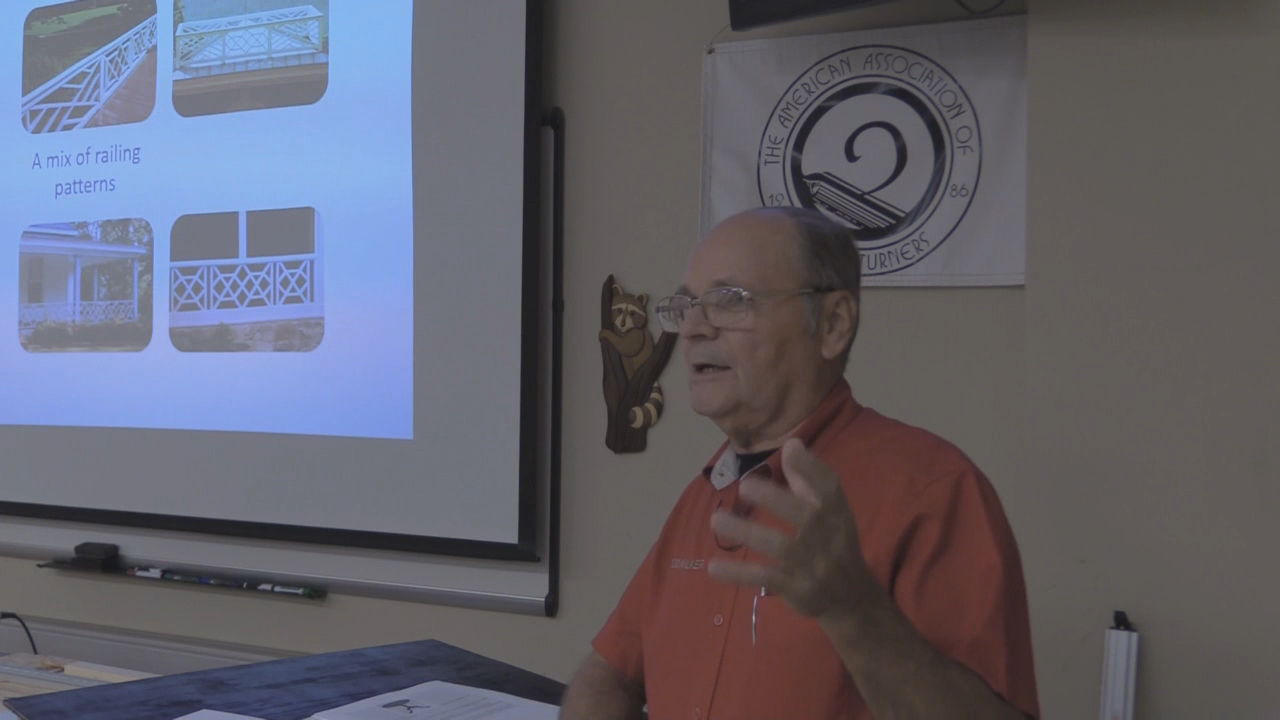 A mix of railing
patterns
THE AMERICAN ASSOCIATION OF
19 86
TURNERS